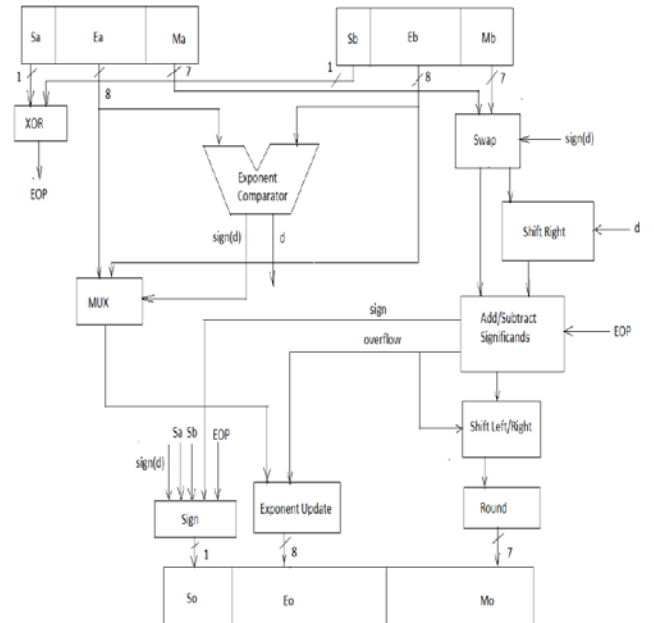 Sa Ea Ma
Sb Eb Mb
1 7 1 8 7
8
XOR
EOP
Exponent
Comparator
sign(d) d
Swap
sign(d)
Shift Right
d
MUX
sign
overflow
Add/Subtract
Significands
EOP
Shift Left/Right
Sa Sb EOP
sign(d)
Sign
Exponent Update
Round
1 8 7
So Eo Mo